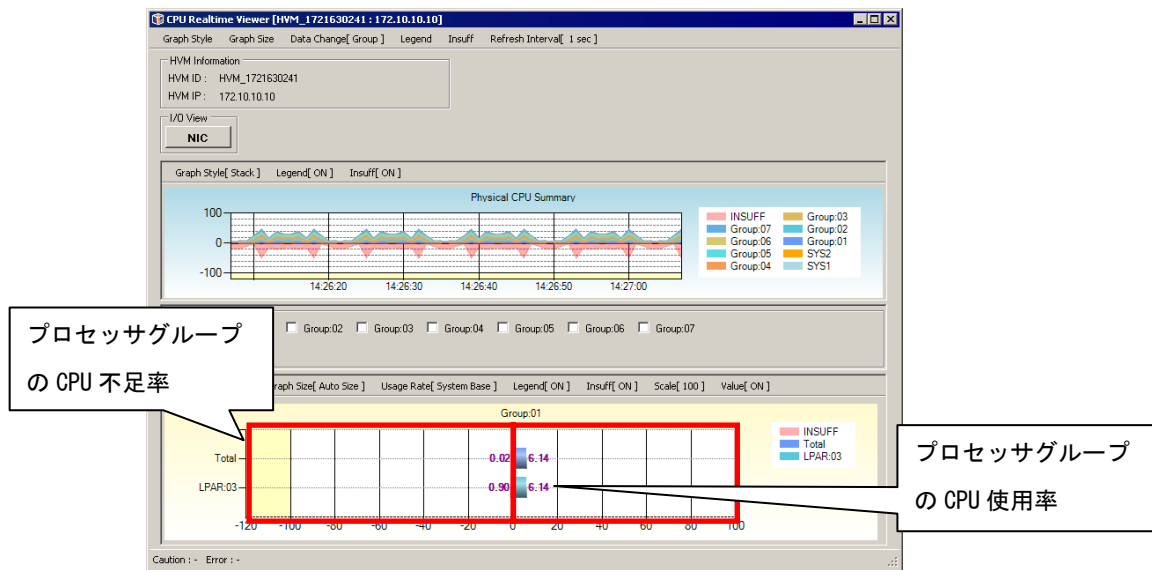 CPU Realtime Viewer [HVM_1721630241 : 172.10.10.10]
Graph Style Graph Size Data Change[ Group ] Legend Insuff Refresh Interval[ 1 sec ]
HVM Information
HVM ID : HVM_1721630241
HVM IP : 172.10.10.10
I/O View
NIC
Graph Style[ Stack ] Legend[ ON ] Insuff[ ON ]
Physical CPU Summary
100
0
-100
14:26:20 14:26:30 14:26:40 14:26:50 14:27:00
INSUFF Group:03
Group:07 Group:02
Group:06 Group:01
Group:05 SYS2
Group:04 SYS1
プロセッサグループ
の CPU 不足率
Group:02 Group:03 Group:04 Group:05 Group:06 Group:07
raph Size[ Auto Size ] Usage Rate[ System Base ] Legend[ ON ] Insuff[ ON ] Scale[ 100 ] Value[ ON ]
Group:01
Total 0.02 6.14
LPAR:03 0.90 6.14
-120 -100 -80 -60 -40 -20 0 20 40 60 80 100
INSUFF
Total
LPAR:03
プロセッサグループ
の CPU 使用率
Caution : - Error : -